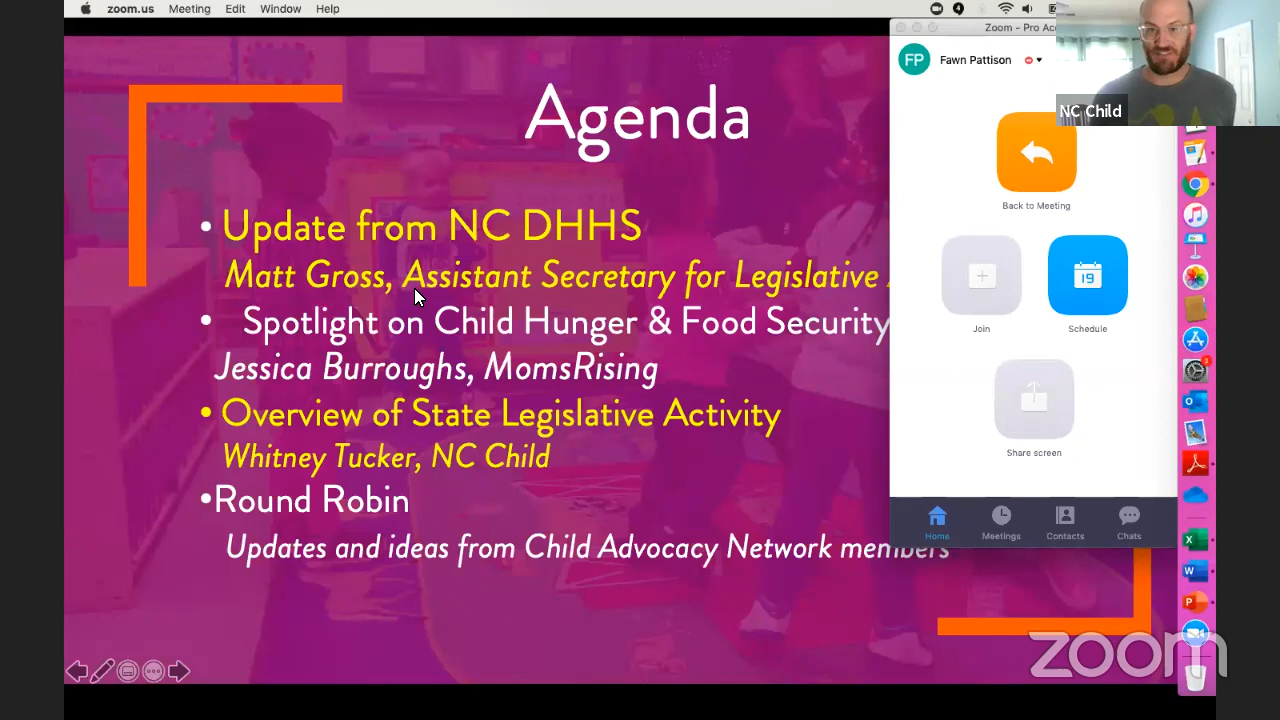 zoom.us Meeting Edit Window Help
4
Zoom - Pro Acc
FP Fawn Pattison
NC Child
Agenda
• Update from NC DHHS
Matt Gross, Assistant Secretary for Legislative
• Spotlight on Child Hunger & Food Security
Jessica Burroughs, MomsRising
• Overview of State Legislative Activity
Whitney Tucker, NC Child
•Round Robin
Updates and ideas from Child Advocacy Network members
Back to Meeting
19
Join Schedule
Share screen
Home Meetings Contacts Chats
zoom